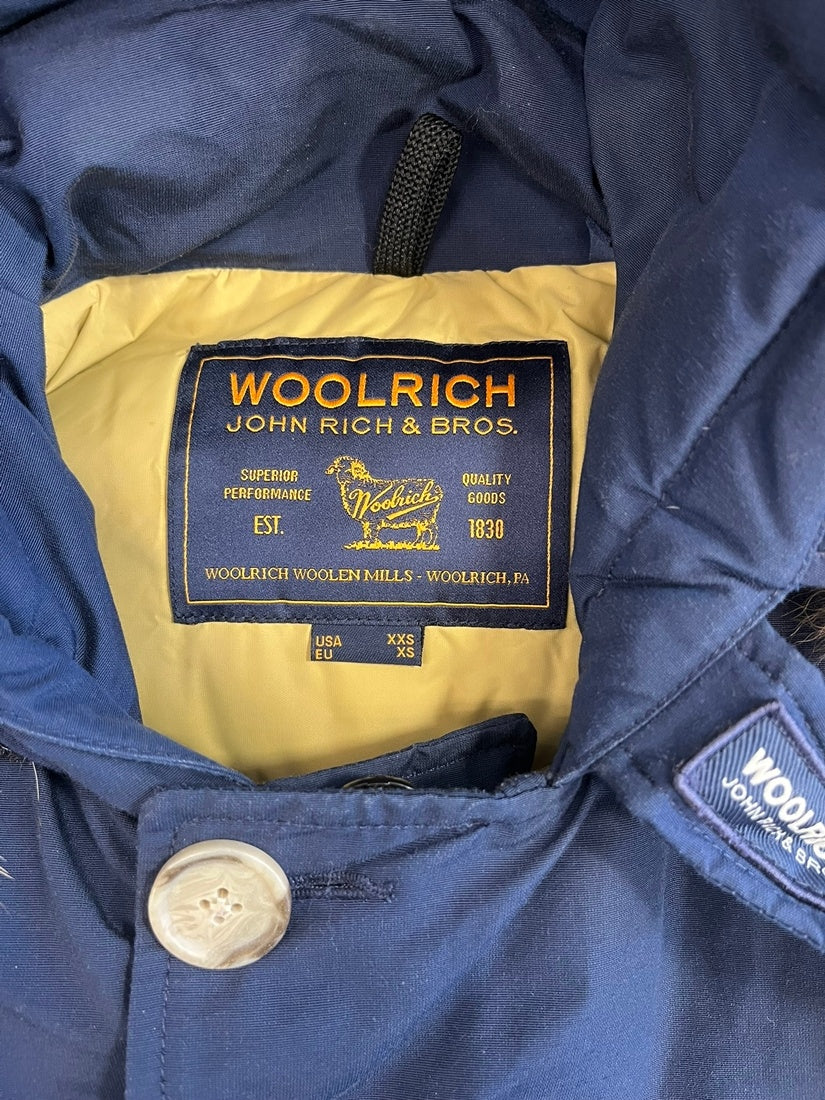 WOOLRICH
JOHN RICH & BROS.
SUPERIOR
PERFORMANCE
EST.
Woolrich
QUALITY
GOODS
1830
WOOLRICH WOOLEN MILLS - WOOLRICH, PA
USA XXS
EU XS
JOHN